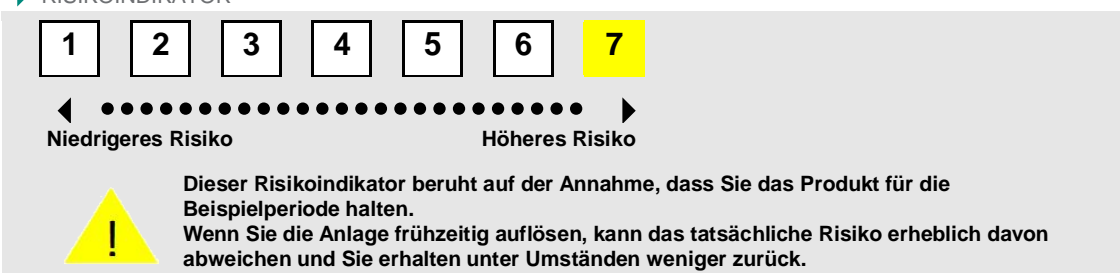 RISIKOINDIKATOR
1 2 3 4 5 6 7
Niedrigeres Risiko Höheres Risiko
Dieser Risikoindikator beruht auf der Annahme, dass Sie das Produkt für die
Beispielperiode halten.
! Wenn Sie die Anlage frühzeitig auflösen, kann das tatsächliche Risiko erheblich davon
abweichen und Sie erhalten unter Umständen weniger zurück.